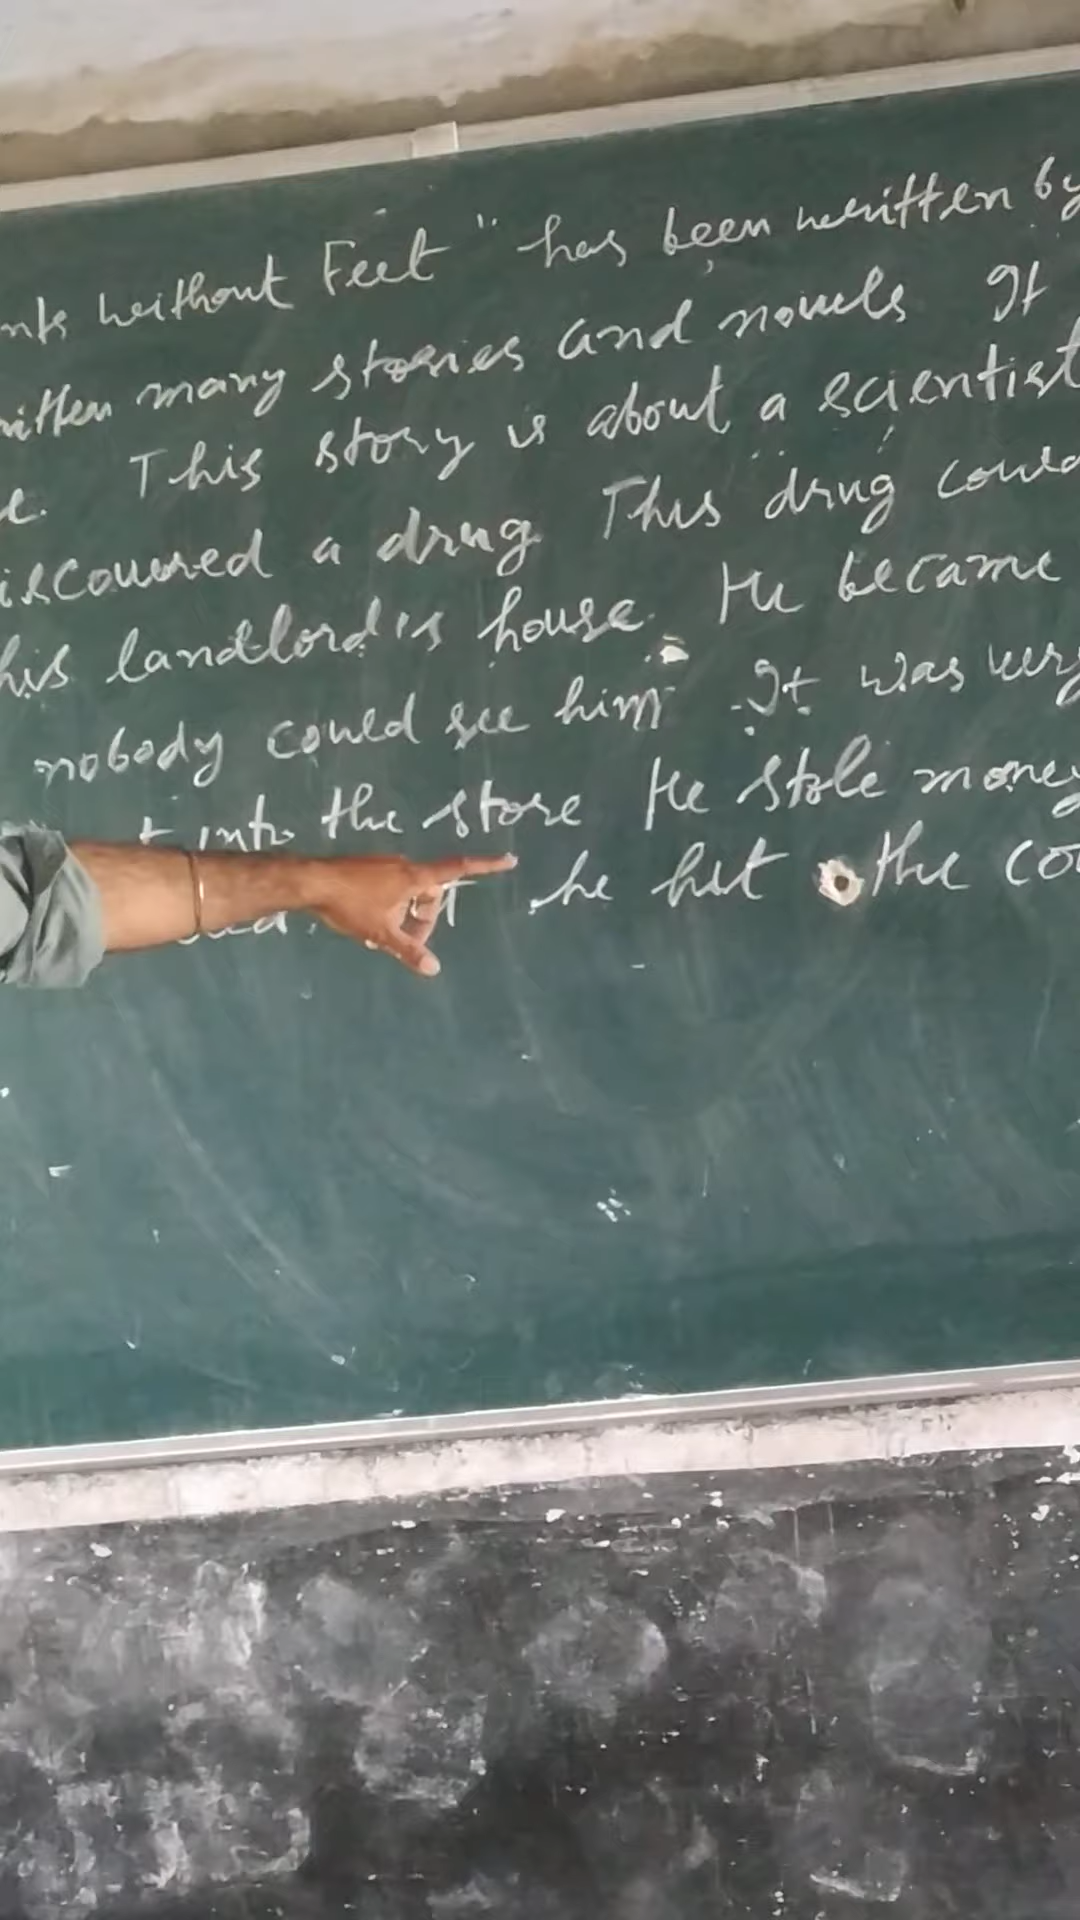 without Feet" has been written by
many stories and novels It
This story is about a scientist
a drug. This drug could
his landlord's house. He became
nobody could see him. It was very
into the store He stole money
he hit the